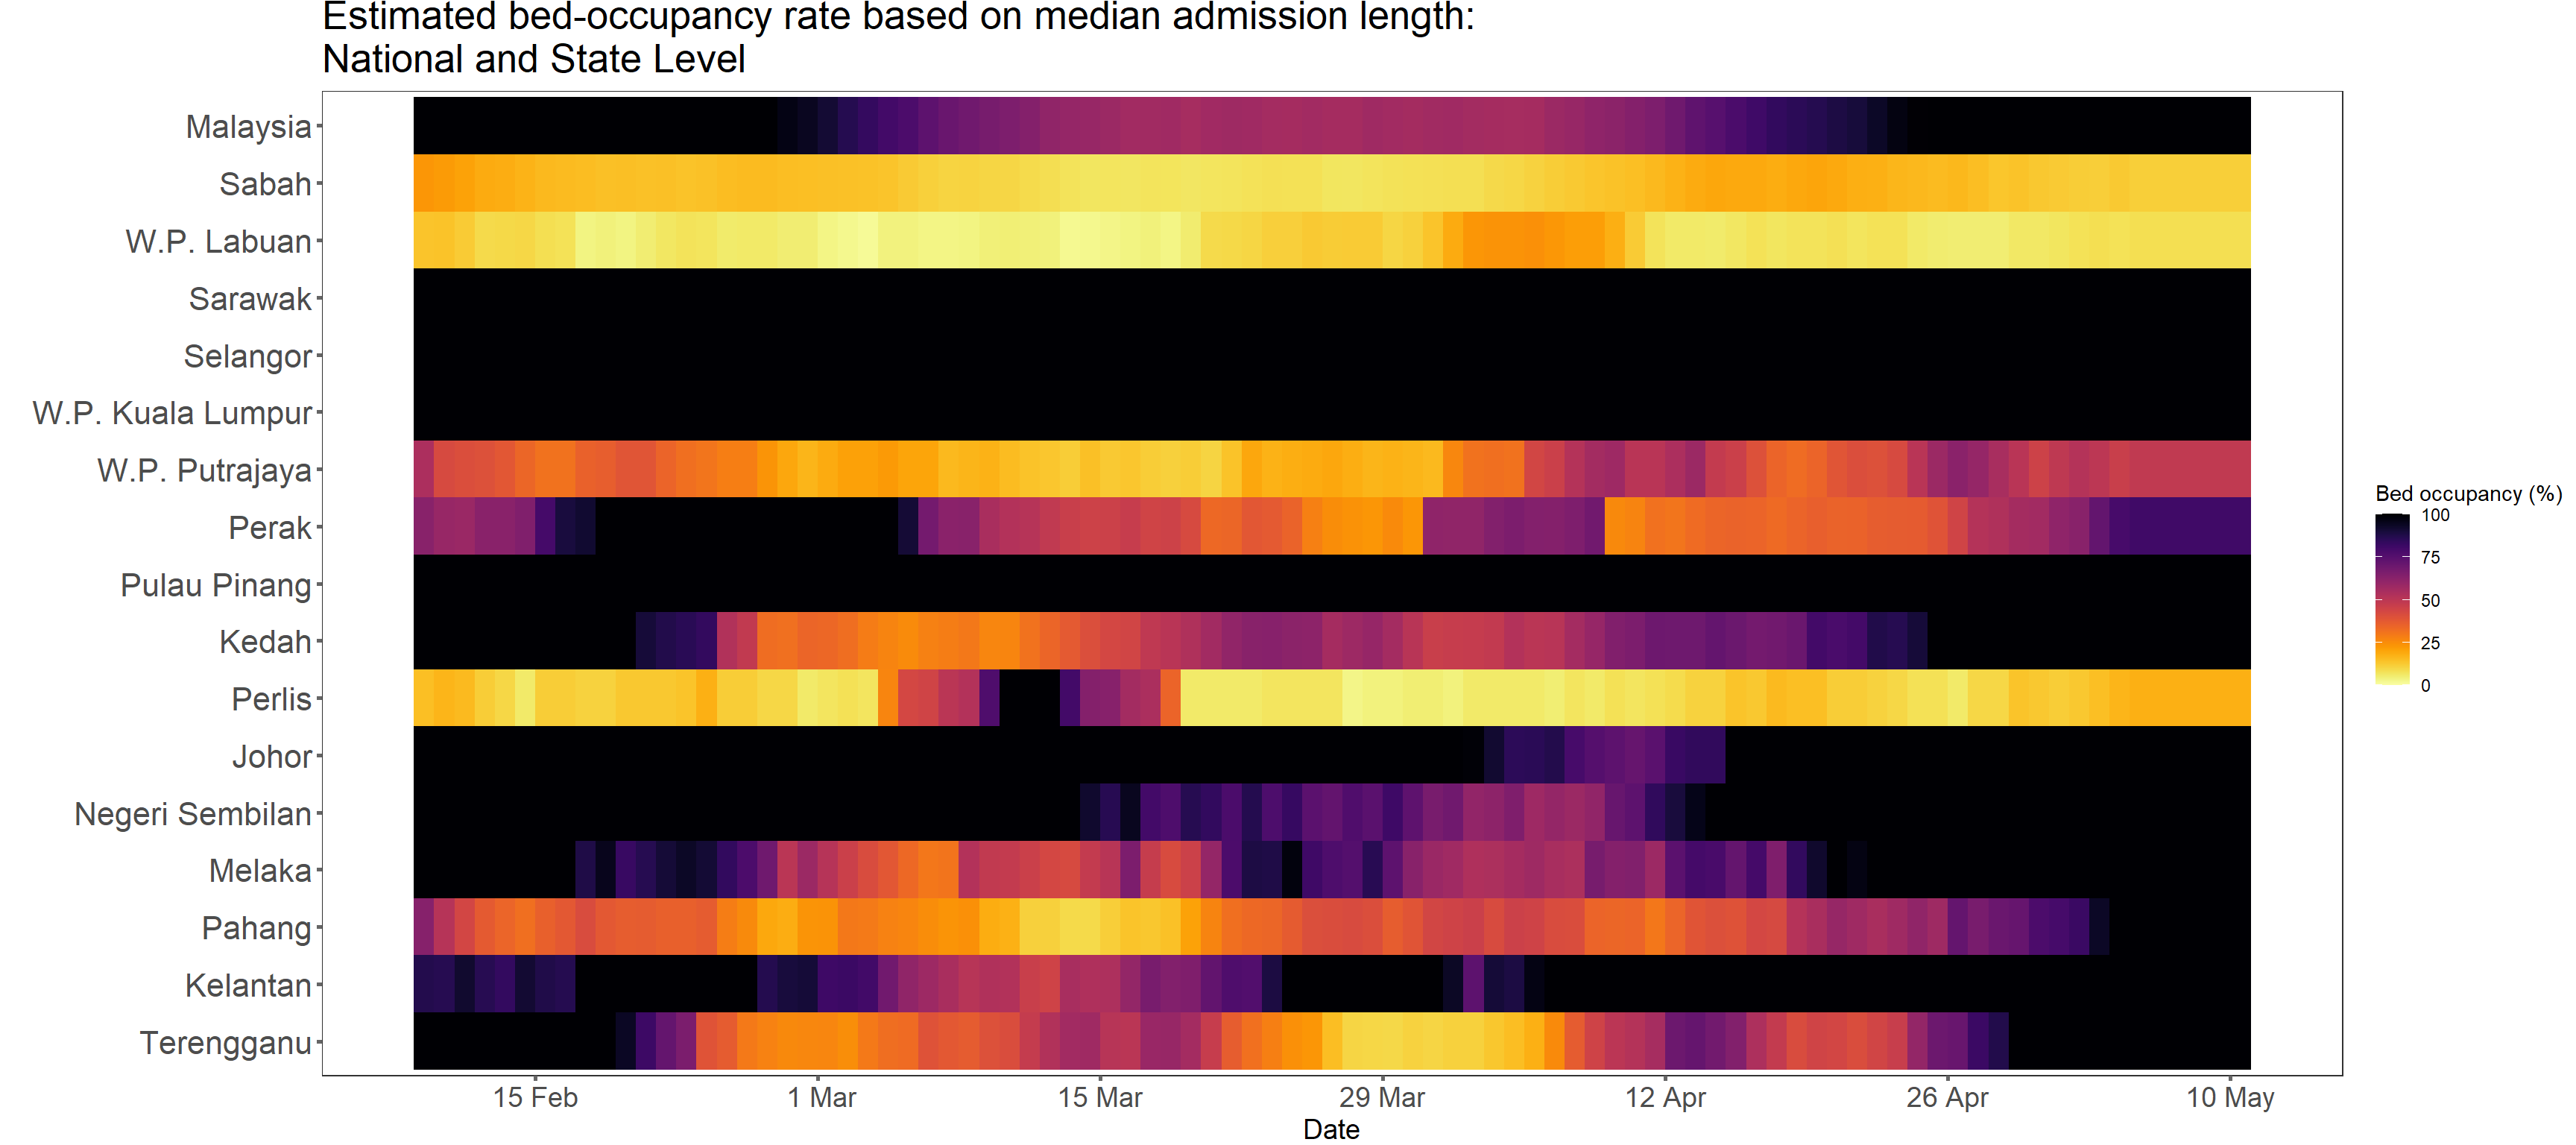 Estimated bed-occupancy rate based on median admission length:
National and State Level
Malaysia
Sabah
W.P. Labuan
Sarawak
Selangor
W.P. Kuala Lumpur
W.P. Putrajaya
Perak
Pulau Pinang
Kedah
Perlis
Johor
Negeri Sembilan
Melaka
Pahang
Kelantan
Terengganu
15 Feb
1 Mar
15 Mar
29 Mar
12 Apr
26 Apr
10 May
Date
Bed occupancy (%)
100
75
50
25
0